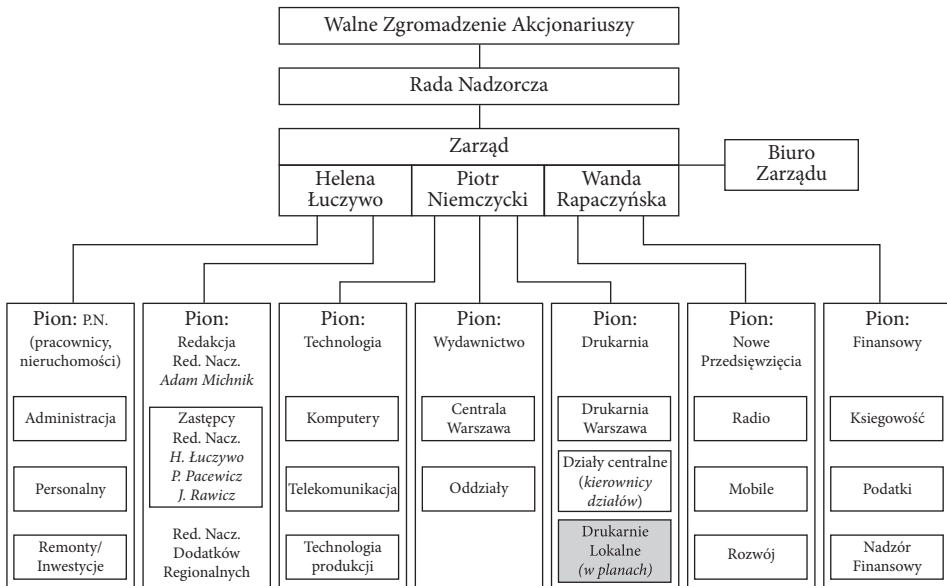 Walne Zgromadzenie Akcjonariuszy
Rada Nadzorcza
Zarząd
Helena
Łuczywo
Piotr
Niemczycki
Wanda
Rapaczyńska
Biuro
Zarządu
Pion: P.N.
(pracownicy,
nieruchomości)
Administracja
Personalny
Remonty/
Inwestycje
Pion:
Redakcja
Red. Nacz.
Adam Michnik
Zastępcy
Red. Nacz.
H. Łuczywo
P. Pacewicz
J. Rawicz
Red. Nacz.
Dodatków
Regionalnych
Pion:
Technologia
Komputery
Telekomunikacja
Technologia
produkcji
Pion:
Wydawnictwo
Centrala
Warszawa
Oddziały
Pion:
Drukarnia
Drukarnia
Warszawa
Działy centralne
(kierownicy
działów)
Drukarnie
Lokalne
(w planach)
Pion:
Nowe
Przedsięwzięcia
Radio
Mobile
Rozwój
Pion:
Finansowy
Ksiegowość
Podatki
Nadzór
Finansowy